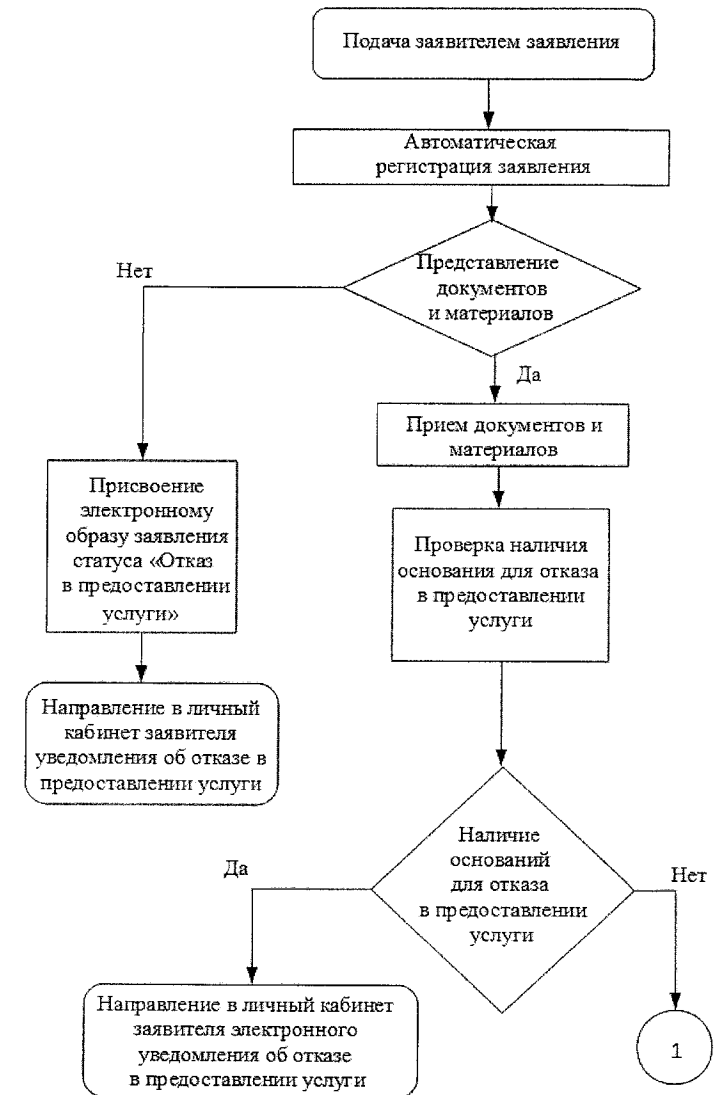 Подача заявителем заявления
Автоматическая
регистрация заявления
Представление
документов
и материалов
Нет
Да
Прием документов и
материалов
Присвоение
электронному
образу заявления
статуса «Отказ
в предоставлении
услуги»
Проверка наличия
основания для отказа
в предоставлении
услуги
Направление в личный
кабинет заявителя
уведомления об отказе в
предоставлении услуги
Наличие
оснований
для отказа
в предоставлении
услуги
Да
Нет
Направление в личный кабинет
заявителя электронного
уведомления об отказе
в предоставлении услуги
1